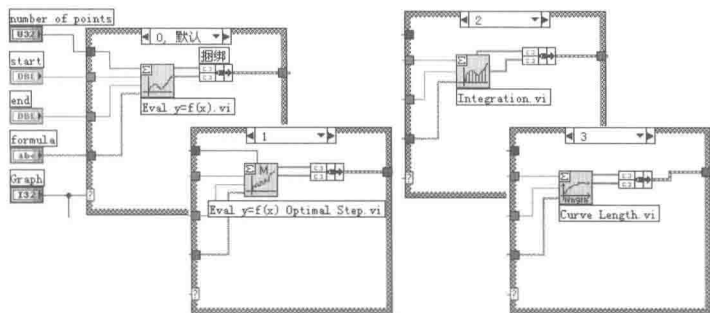 number of points
U32
start
DBL
end
DBL
formula
abc
Graph
I32
0, 默认
捆绑
Eval y=f(x).vi
1
M
Eval y=f(x) Optimal Step.vi
2
Integration.vi
3
Curve Length.vi
?
?
?
?